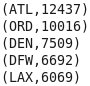 (ATL,12437)
(ORD,10016)
(DEN,7509)
(DFW,6692)
(LAX,6069)